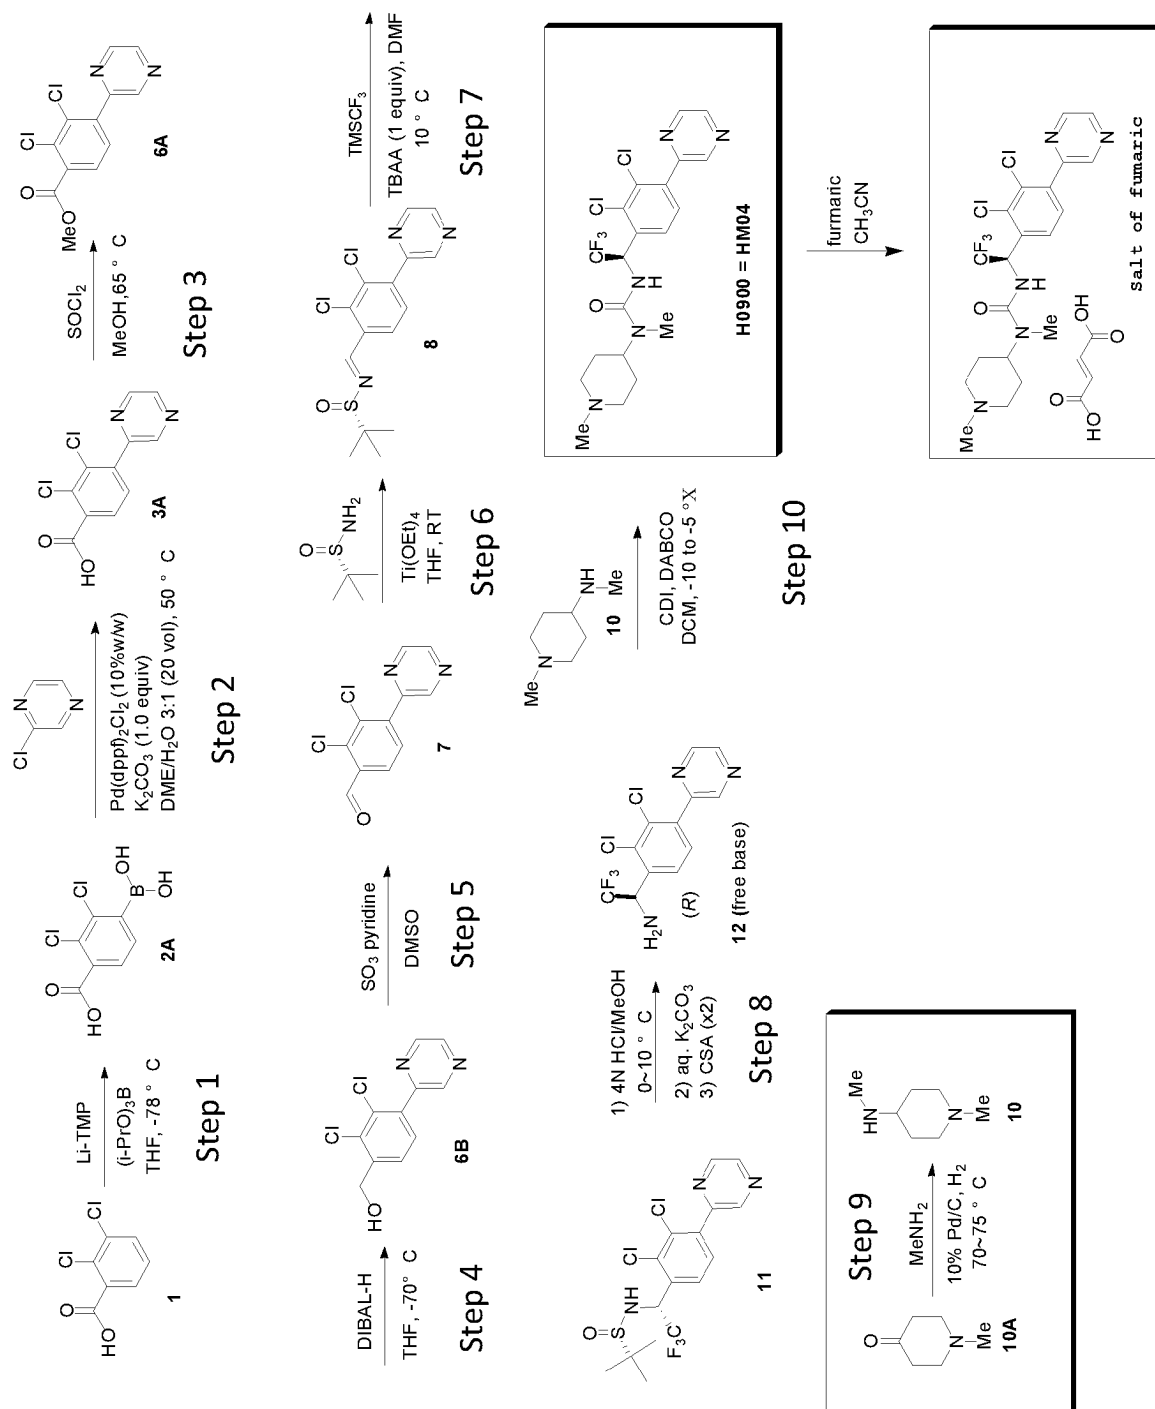 O
HO
Cl
Cl
1
Li-TMP
(i-PrO)₃B
THF, -78 ° C
Step 1
O
HO
Cl
Cl
B
OH
OH
2A
Cl
N
N
Pd(dppf)₂Cl₂ (10%w/w)
K₂CO₃ (1.0 equiv)
DME/H₂O 3:1 (20 vol), 50 ° C
Step 2
O
HO
Cl
Cl
N
N
3A
SOCl₂
MeOH,65 ° C
Step 3
O
MeO
Cl
Cl
N
N
6A
DIBAL-H
THF, -70° C
Step 4
HO
Cl
Cl
N
N
6B
SO₃ pyridine
DMSO
Step 5
O
Cl
Cl
N
N
7
O
S
NH₂
Ti(OEt)₄
THF, RT
Step 6
O
S
N
Cl
Cl
N
N
8
TMSCF₃
TBAA (1 equiv), DMF
10 ° C
Step 7
O
S
NH
F₃C
Cl
Cl
N
N
11
1) 4N HCl/MeOH
0~10 ° C
2) aq. K₂CO₃
3) CSA (x2)
Step 8
CF₃
H₂N
Cl
Cl
N
N
(R)
12 (free base)
Me
N
NH
Me
10
CDI, DABCO
DCM, -10 to -5 °X
Step 10
Me
N
N
Me
O
N
H
CF₃
Cl
Cl
N
N
H0900 = HM04
O
N
Me
10A
Step 9
MeNH₂
10% Pd/C, H₂
70~75 ° C
HN
Me
N
Me
10
furmaric
CH₃CN
Me
N
N
Me
O
N
H
CF₃
Cl
Cl
N
N
O
OH
O
HO
Salt of fumaric